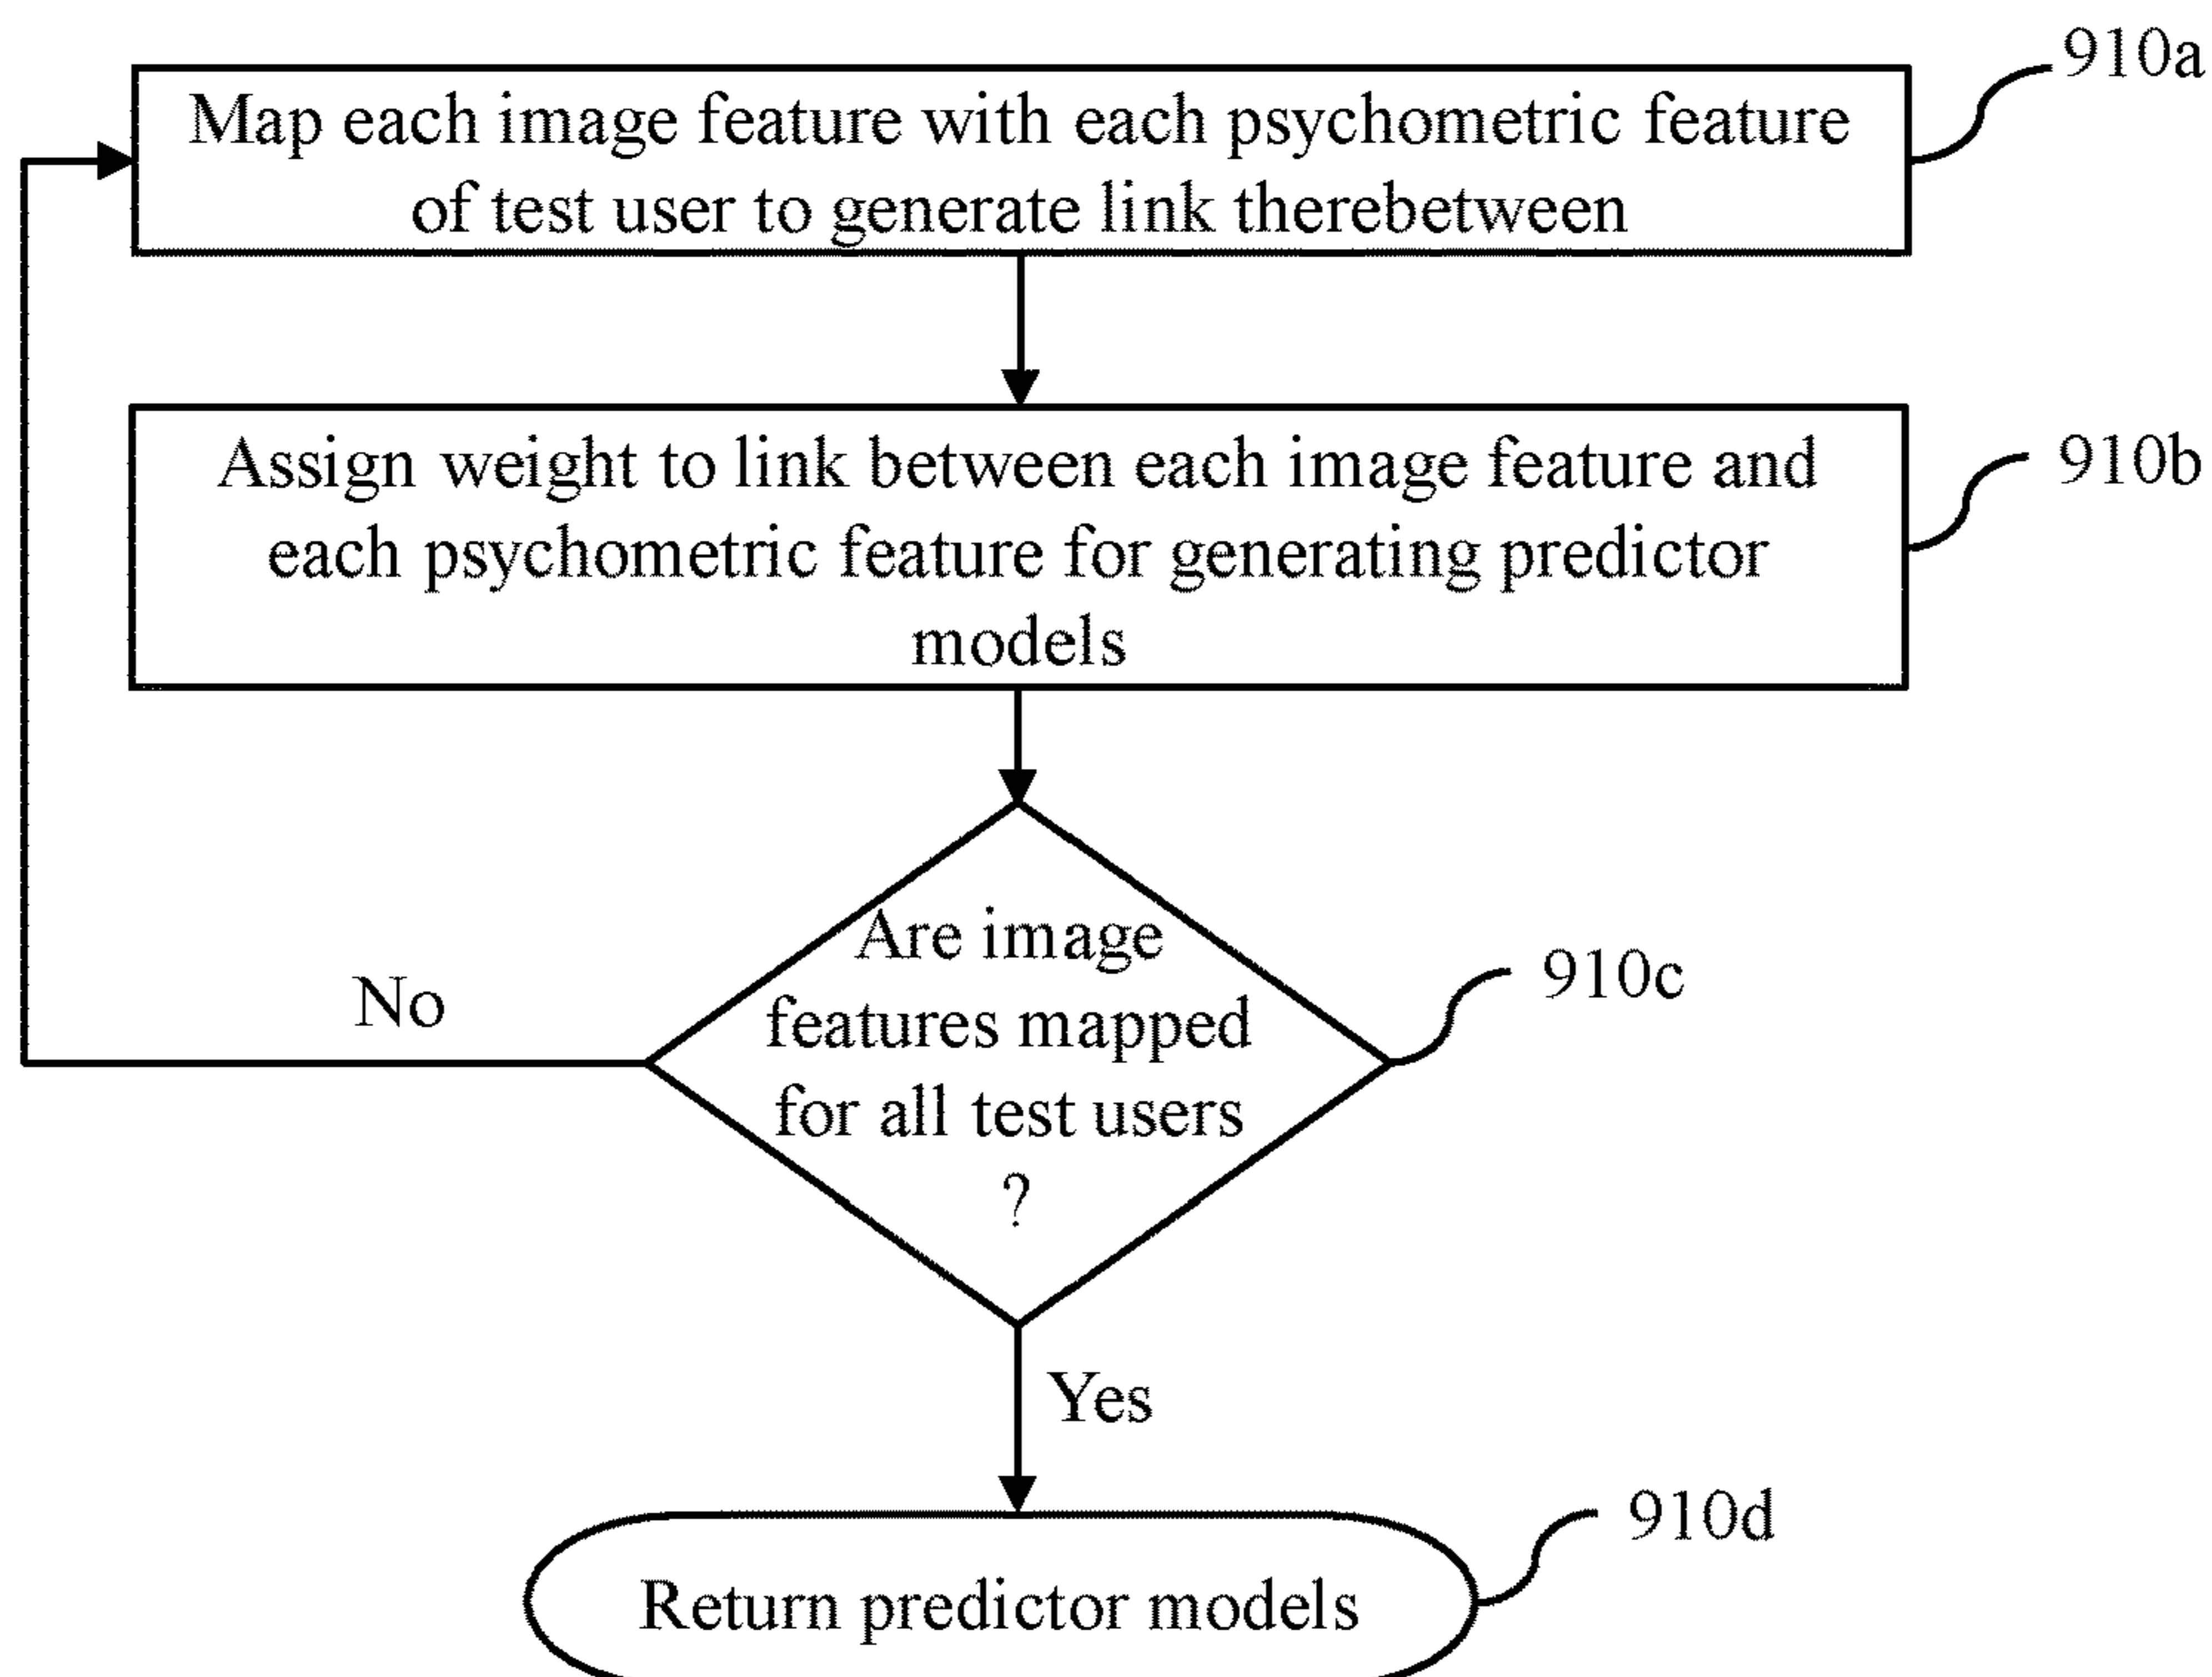 910a
Map each image feature with each psychometric feature
of test user to generate link therebetween
910b
Assign weight to link between each image feature and
each psychometric feature for generating predictor
models
910c
Are image
features mapped
for all test users
?
No
Yes
910d
Return predictor models